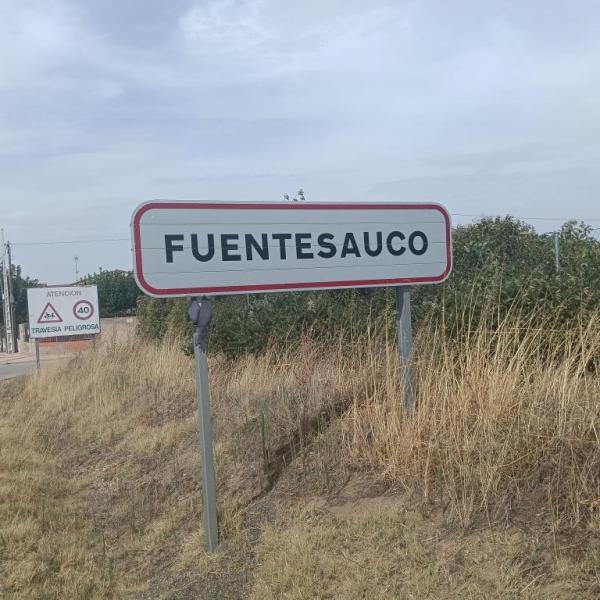 FUENTESAUCO
ATENCION
40
TRAVESIA PELIGROSA